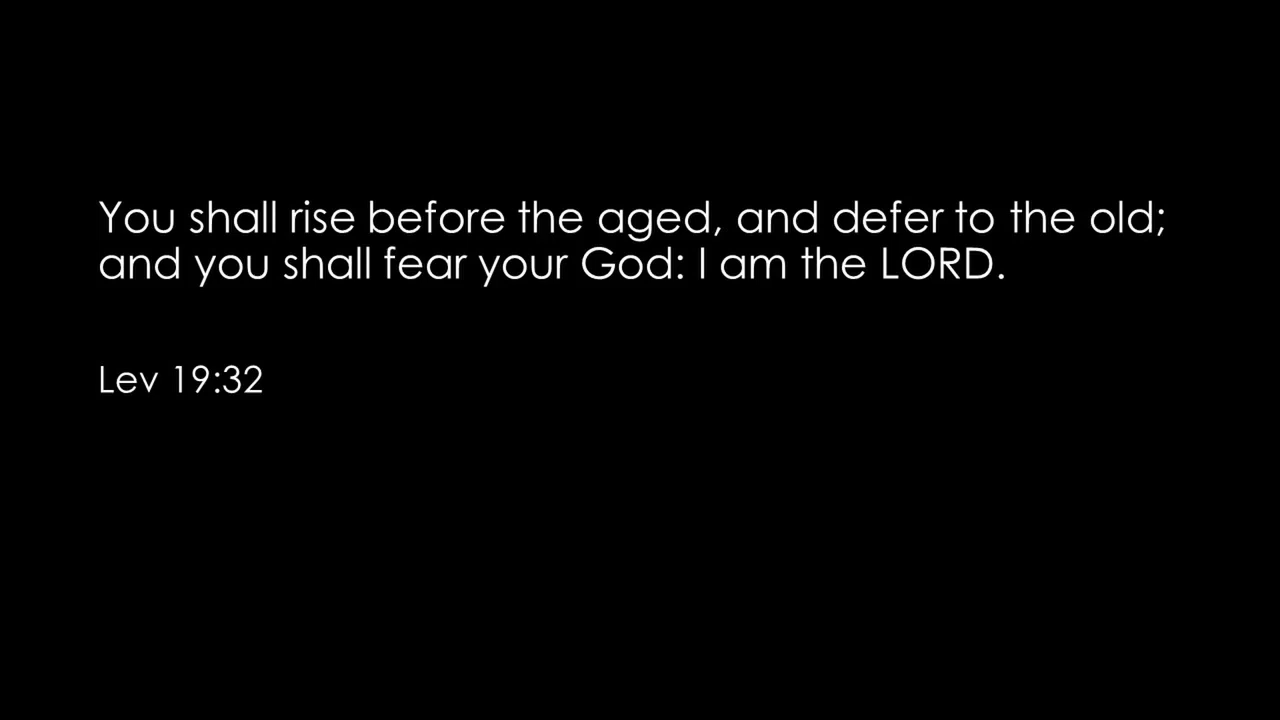 You shall rise before the aged, and defer to the old;
and you shall fear your God: I am the LORD.
Lev 19:32